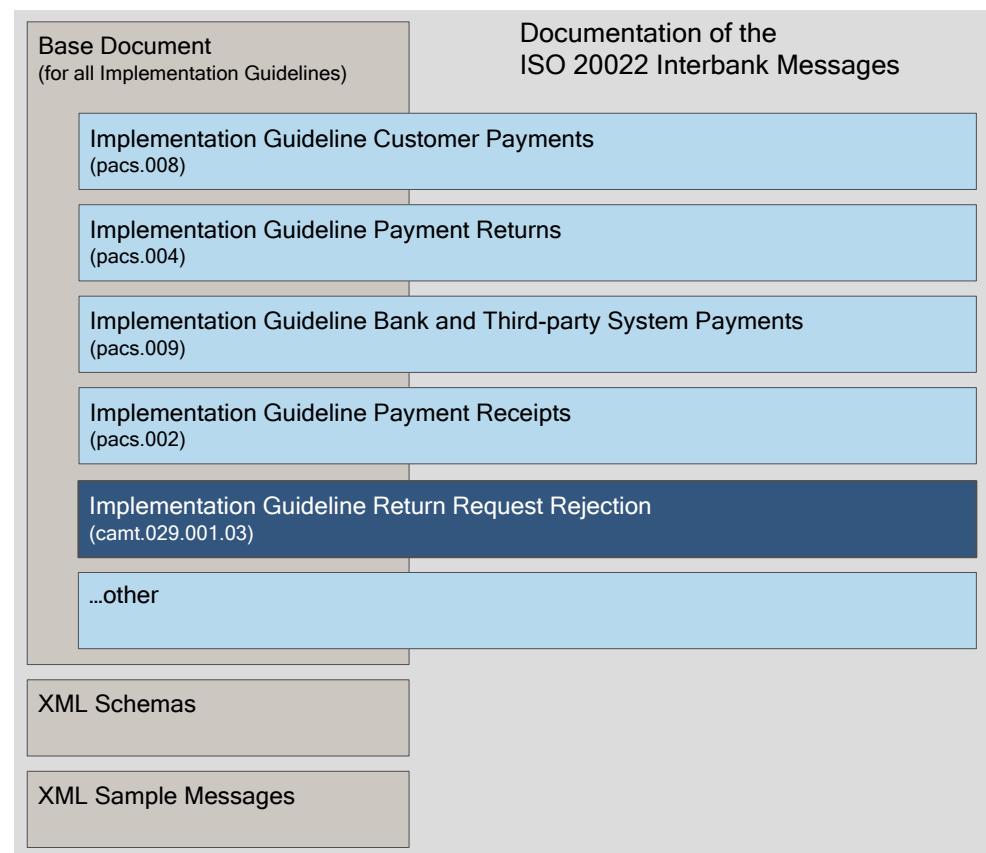 Base Document
(for all Implementation Guidelines)
Documentation of the
ISO 20022 Interbank Messages
Implementation Guideline Customer Payments
(pacs.008)
Implementation Guideline Payment Returns
(pacs.004)
Implementation Guideline Bank and Third-party System Payments
(pacs.009)
Implementation Guideline Payment Receipts
(pacs.002)
Implementation Guideline Return Request Rejection
(camt.029.001.03)
…other
XML Schemas
XML Sample Messages